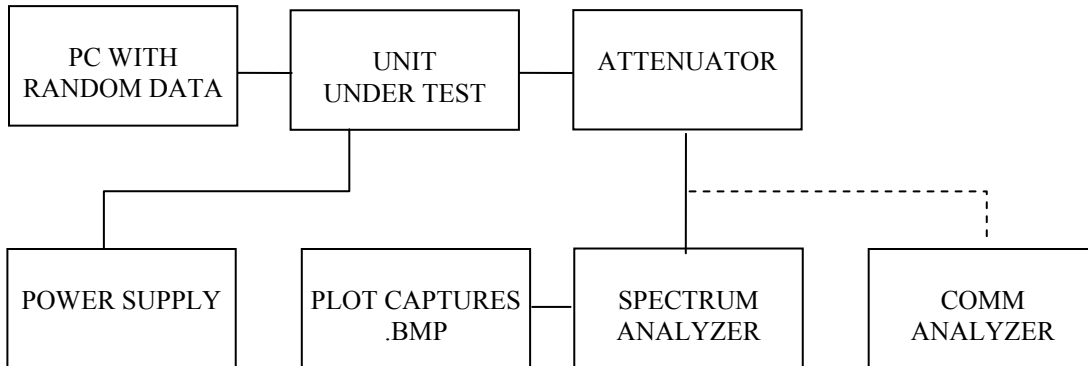 PC WITH
RANDOM DATA
UNIT
UNDER TEST
ATTENUATOR
POWER SUPPLY
PLOT CAPTURES
.BMP
SPECTRUM
ANALYZER
COMM
ANALYZER